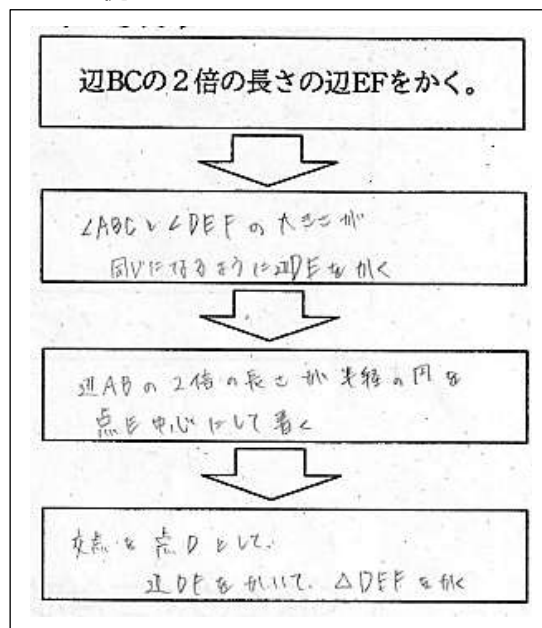 辺BCの2倍の長さの辺EFをかく。
∠ABCと∠DEFの大きさが
同じになるように辺DEをかく
辺ABの2倍の長さが半径の円を
点E中心にして書く
交点を点Dとして、
辺DFをかいて、△DEFをかく